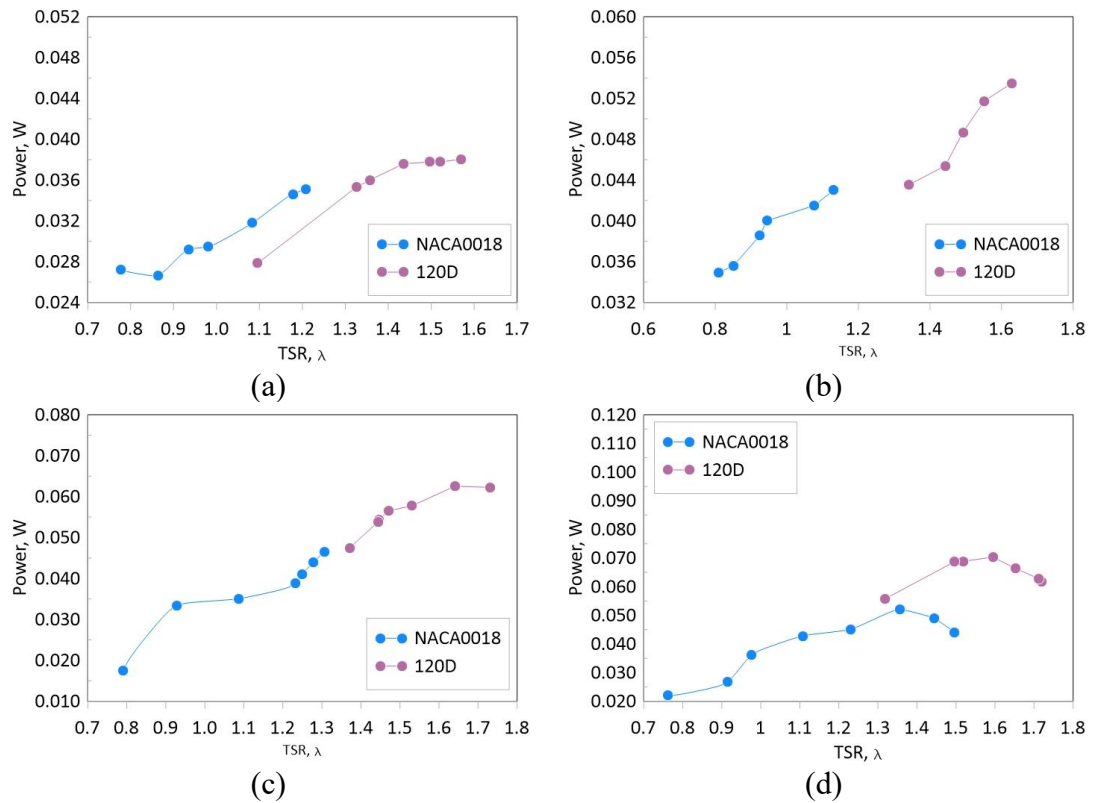 0.052
0.048
0.044
0.040
0.036
0.032
0.028
0.024
Power, W
NACA0018
120D
0.7 0.8 0.9 1.0 1.1 1.2 1.3 1.4 1.5 1.6 1.7
TSR, λ
(a)
0.060
0.056
0.052
0.048
0.044
0.040
0.036
0.032
Power, W
NACA0018
120D
0.6 0.8 1 1.2 1.4 1.6 1.8
TSR, λ
(b)
0.080
0.070
0.060
0.050
0.040
0.030
0.020
0.010
Power, W
NACA0018
120D
0.7 0.8 0.9 1.0 1.1 1.2 1.3 1.4 1.5 1.6 1.7 1.8
TSR, λ
(c)
0.120
0.110
0.100
0.090
0.080
0.070
0.060
0.050
0.040
0.030
0.020
Power, W
NACA0018
120D
0.7 0.8 0.9 1 1.1 1.2 1.3 1.4 1.5 1.6 1.7 1.8
TSR, λ
(d)